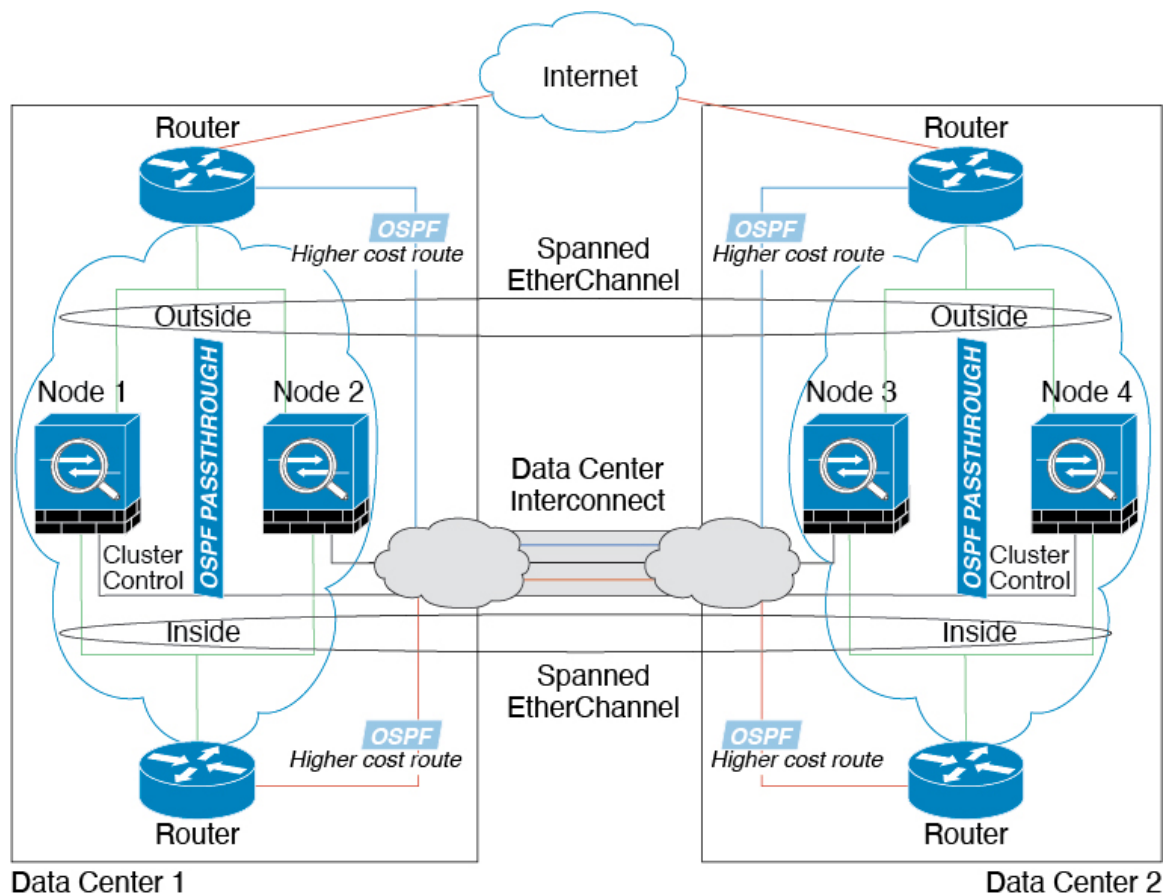 Internet
Router
Router
OSPF
Higher cost route
Spanned
EtherChannel
OSPF
Higher cost route
Outside
Outside
Node 1
OSPF PASSTHROUGH
Node 2
Node 3
OSPF PASSTHROUGH
Node 4
Data Center
Interconnect
Cluster
Control
Cluster
Control
Inside
Inside
Spanned
EtherChannel
OSPF
Higher cost route
OSPF
Higher cost route
Router
Router
Data Center 1
Data Center 2